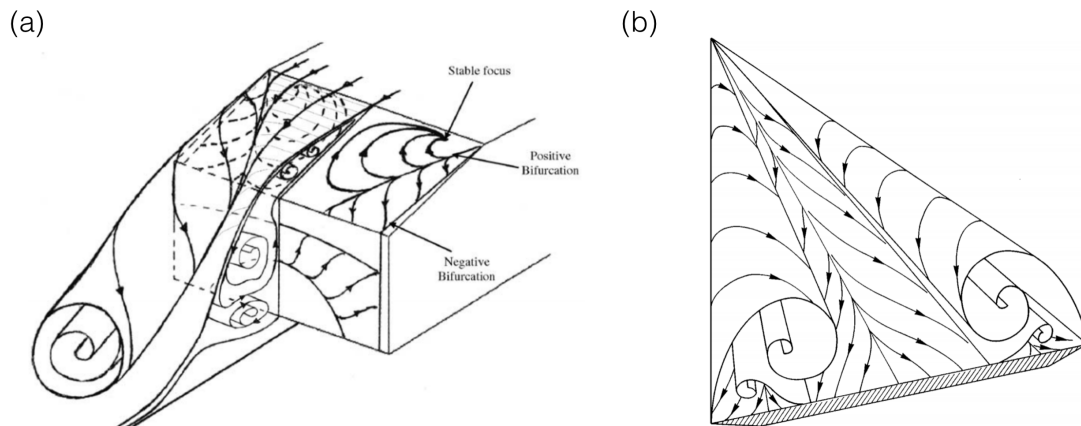 (a)
(b)
Stable focus
Positive
Bifurcation
Negative
Bifurcation